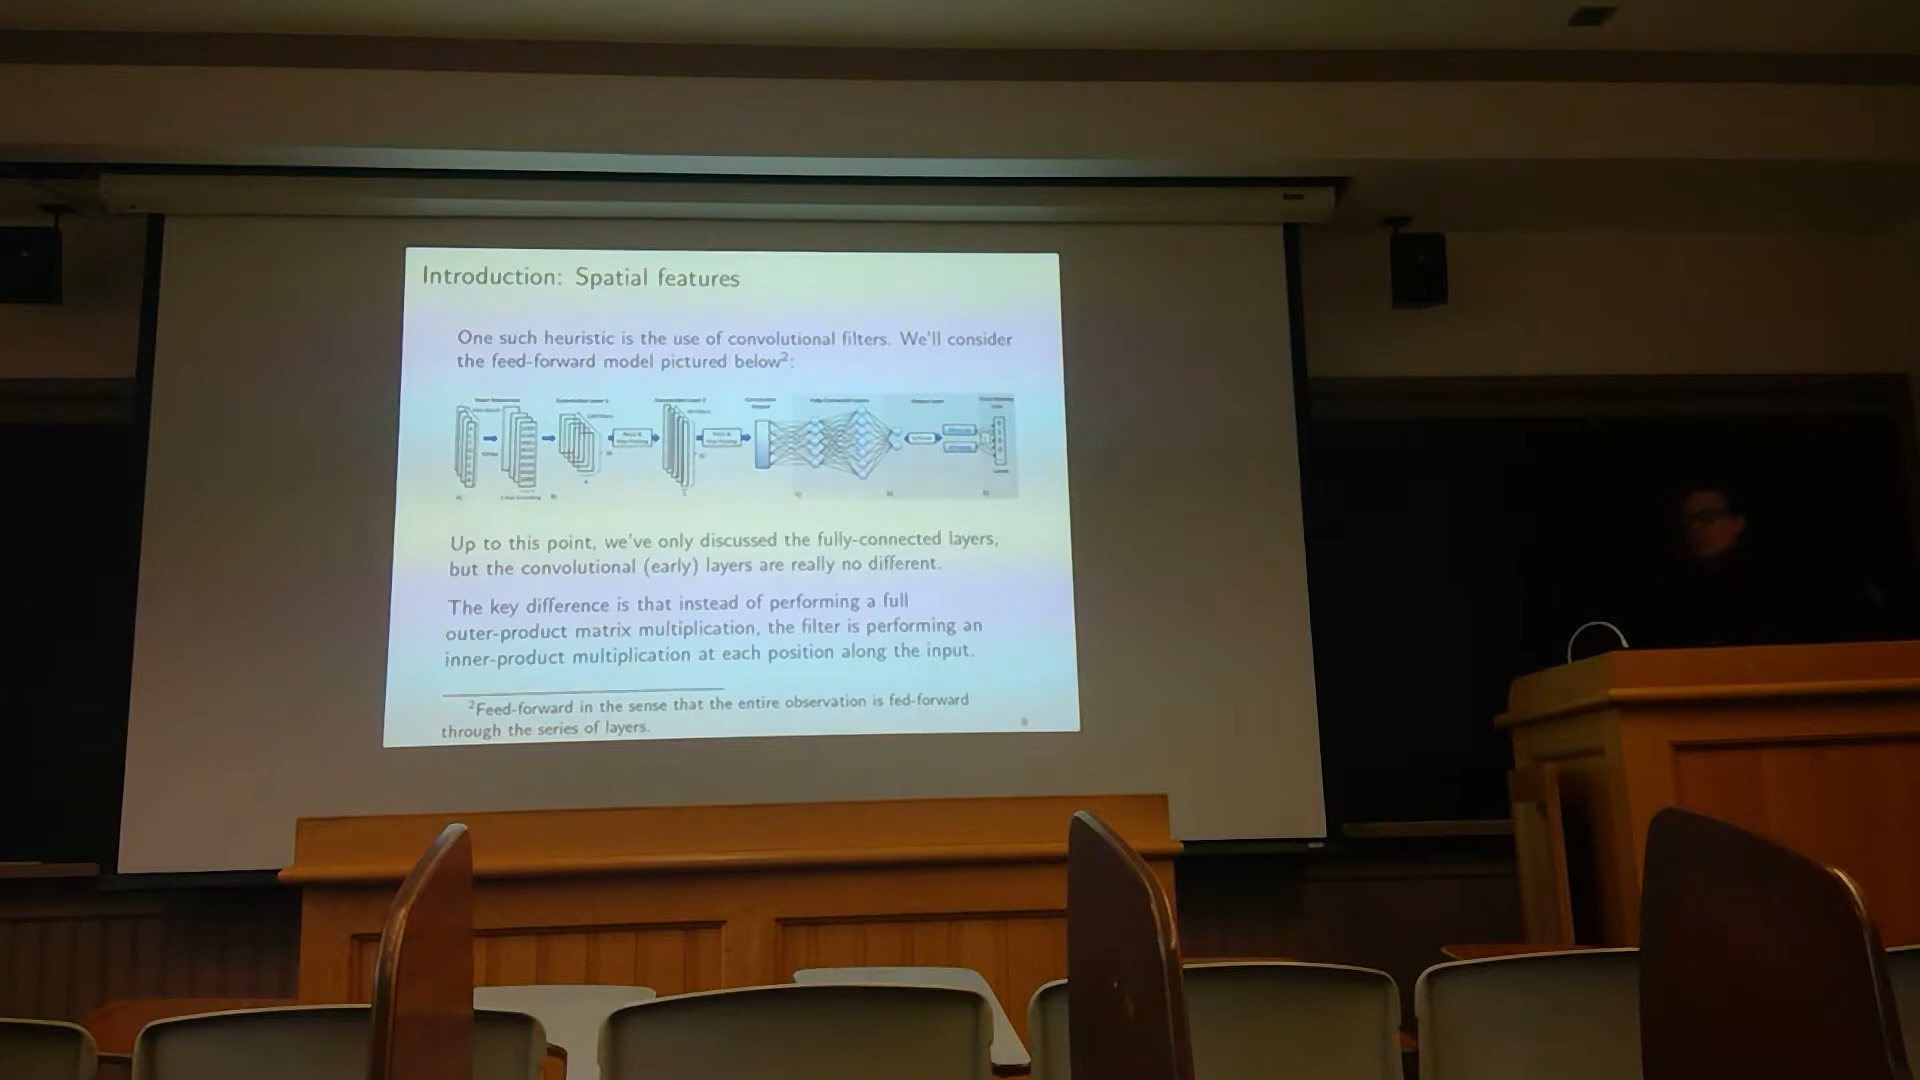 Introduction: Spatial features
One such heuristic is the use of convolutional filters. We'll consider
the feed-forward model pictured below²:
Up to this point, we've only discussed the fully-connected layers,
but the convolutional (early) layers are really no different.
The key difference is that instead of performing a full
outer-product matrix multiplication, the filter is performing an
inner-product multiplication at each position along the input.
²Feed-forward in the sense that the entire observation is fed-forward
through the series of layers.